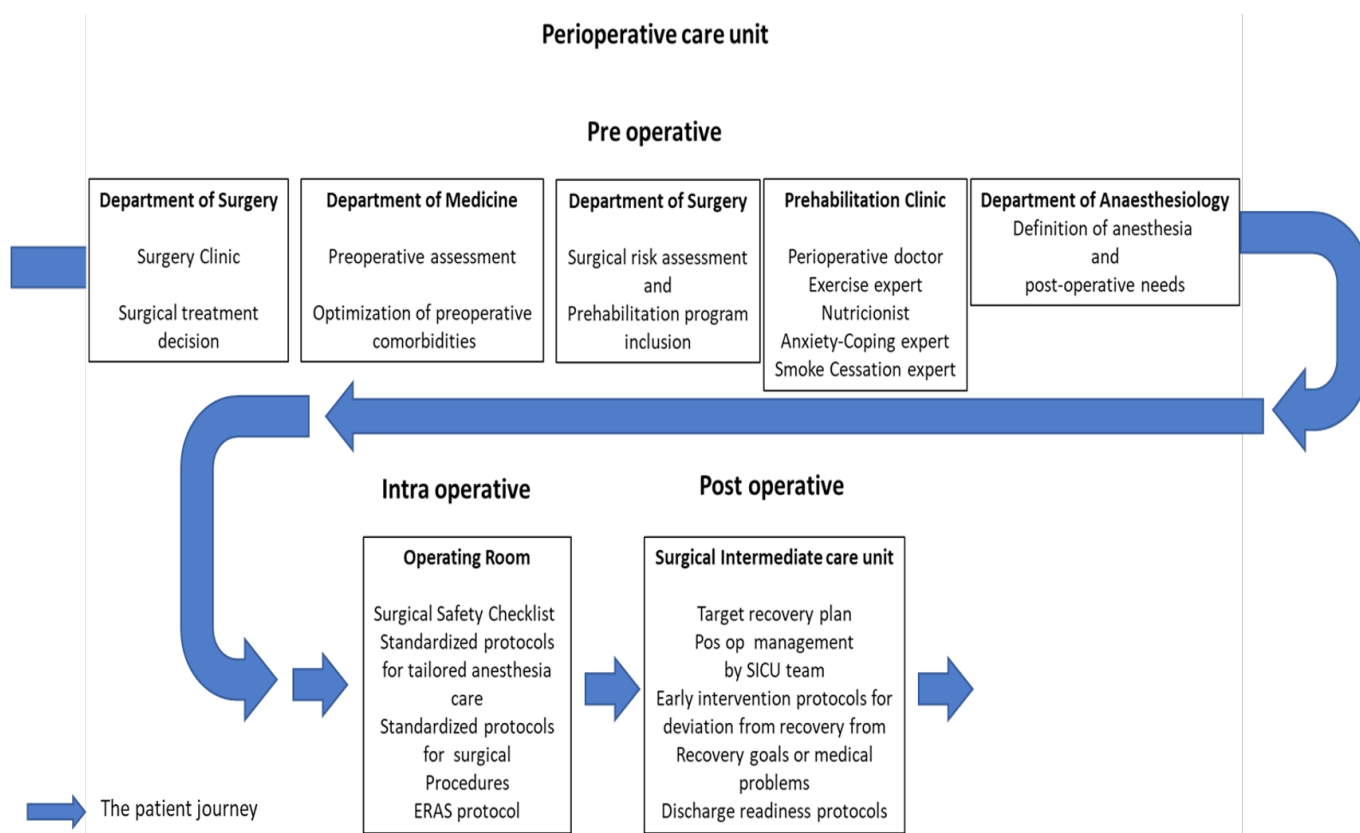 Perioperative care unit
Pre operative
Department of Surgery
Surgery Clinic
Surgical treatment
decision
Department of Medicine
Preoperative assessment
Optimization of preoperative
comorbidities
Department of Surgery
Surgical risk assessment
and
Prehabilitation program
inclusion
Prehabilitation Clinic
Perioperative doctor
Exercise expert
Nutricionist
Anxiety-Coping expert
Smoke Cessation expert
Department of Anaesthesiology
Definition of anesthesia
and
post-operative needs
Intra operative
Operating Room
Surgical Safety Checklist
Standardized protocols
for tailored anesthesia
care
Standardized protocols
for surgical
Procedures
ERAS protocol
Post operative
Surgical Intermediate care unit
Target recovery plan
Pos op management
by SICU team
Early intervention protocols for
deviation from recovery from
Recovery goals or medical
problems
Discharge readiness protocols
The patient journey